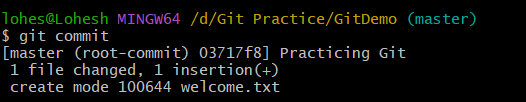 lohes@Lohesh MINGW64 /d/Git Practice/GitDemo (master)
$ git commit
[master (root-commit) 03717f8] Practicing Git
 1 file changed, 1 insertion(+)
 create mode 100644 welcome.txt